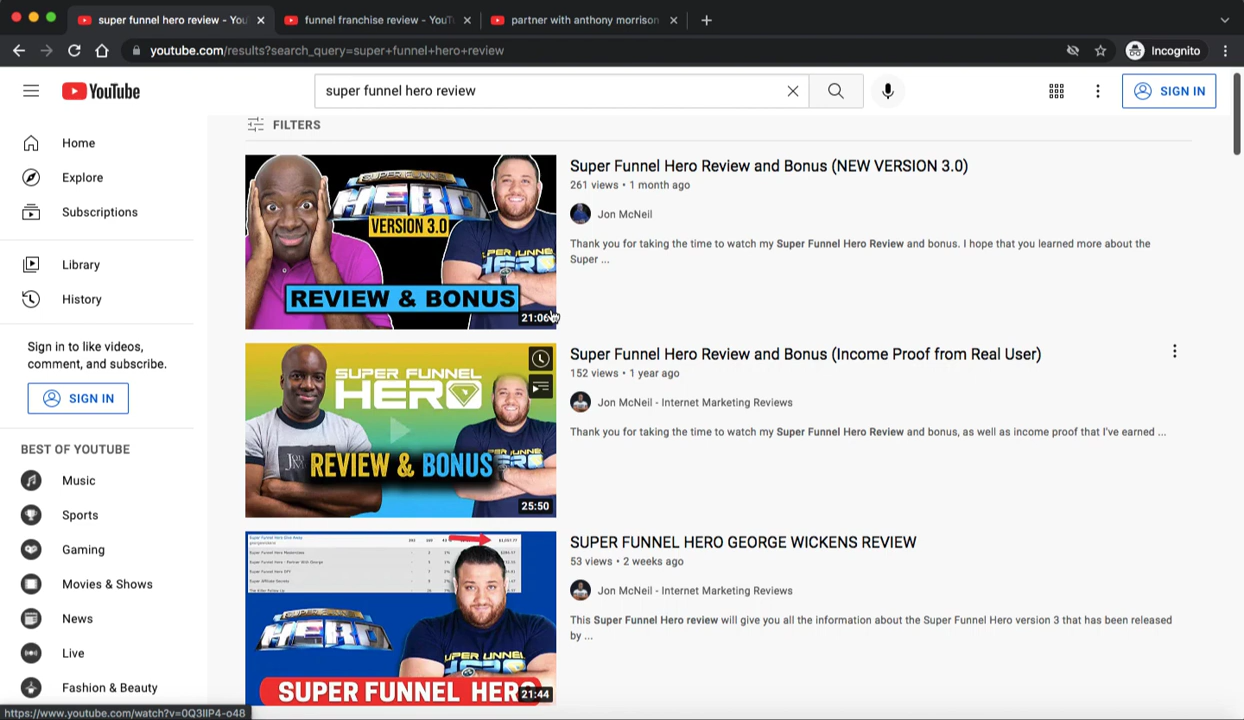 super funnel hero review - You
funnel franchise review - YouTu
partner with anthony morrison
youtube.com/results?search_query=super+funnel+hero+review
Incognito
YouTube
super funnel hero review
SIGN IN
Home
Explore
Subscriptions
Library
History
Sign in to like videos,
comment, and subscribe.
SIGN IN
BEST OF YOUTUBE
Music
Sports
Gaming
Movies & Shows
News
Live
Fashion & Beauty
https://www.youtube.com/watch?v=0Q3IIP4-o48
FILTERS
SUPER FUNNEL
HERO
VERSION 3.0
SUPER FUNNEL
HERO
REVIEW & BONUS
21:06
Super Funnel Hero Review and Bonus (NEW VERSION 3.0)
261 views • 1 month ago
Jon McNeil
Thank you for taking the time to watch my Super Funnel Hero Review and bonus. I hope that you learned more about the
Super ...
SUPER FUNNEL
HERO
REVIEW & BONUS
25:50
Super Funnel Hero Review and Bonus (Income Proof from Real User)
152 views • 1 year ago
Jon McNeil - Internet Marketing Reviews
Thank you for taking the time to watch my Super Funnel Hero Review and bonus, as well as income proof that I've earned ...
HERO
SUPER FUNNEL
HERO
SUPER FUNNEL HERO
21:44
SUPER FUNNEL HERO GEORGE WICKENS REVIEW
53 views • 2 weeks ago
Jon McNeil - Internet Marketing Reviews
This Super Funnel Hero review will give you all the information about the Super Funnel Hero version 3 that has been released
by ...